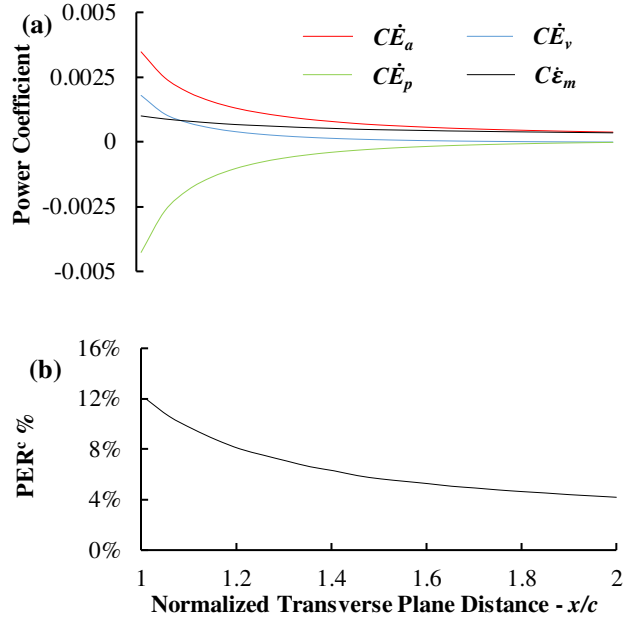 (a)
Power Coefficient
0.005
0.0025
0
-0.0025
-0.005
CĖₐ
CĖᵥ
CĖₚ
Cε̇ₘ
(b)
PERᶜ %
16%
12%
8%
4%
0%
1 1.2 1.4 1.6 1.8 2
Normalized Transverse Plane Distance - x/c